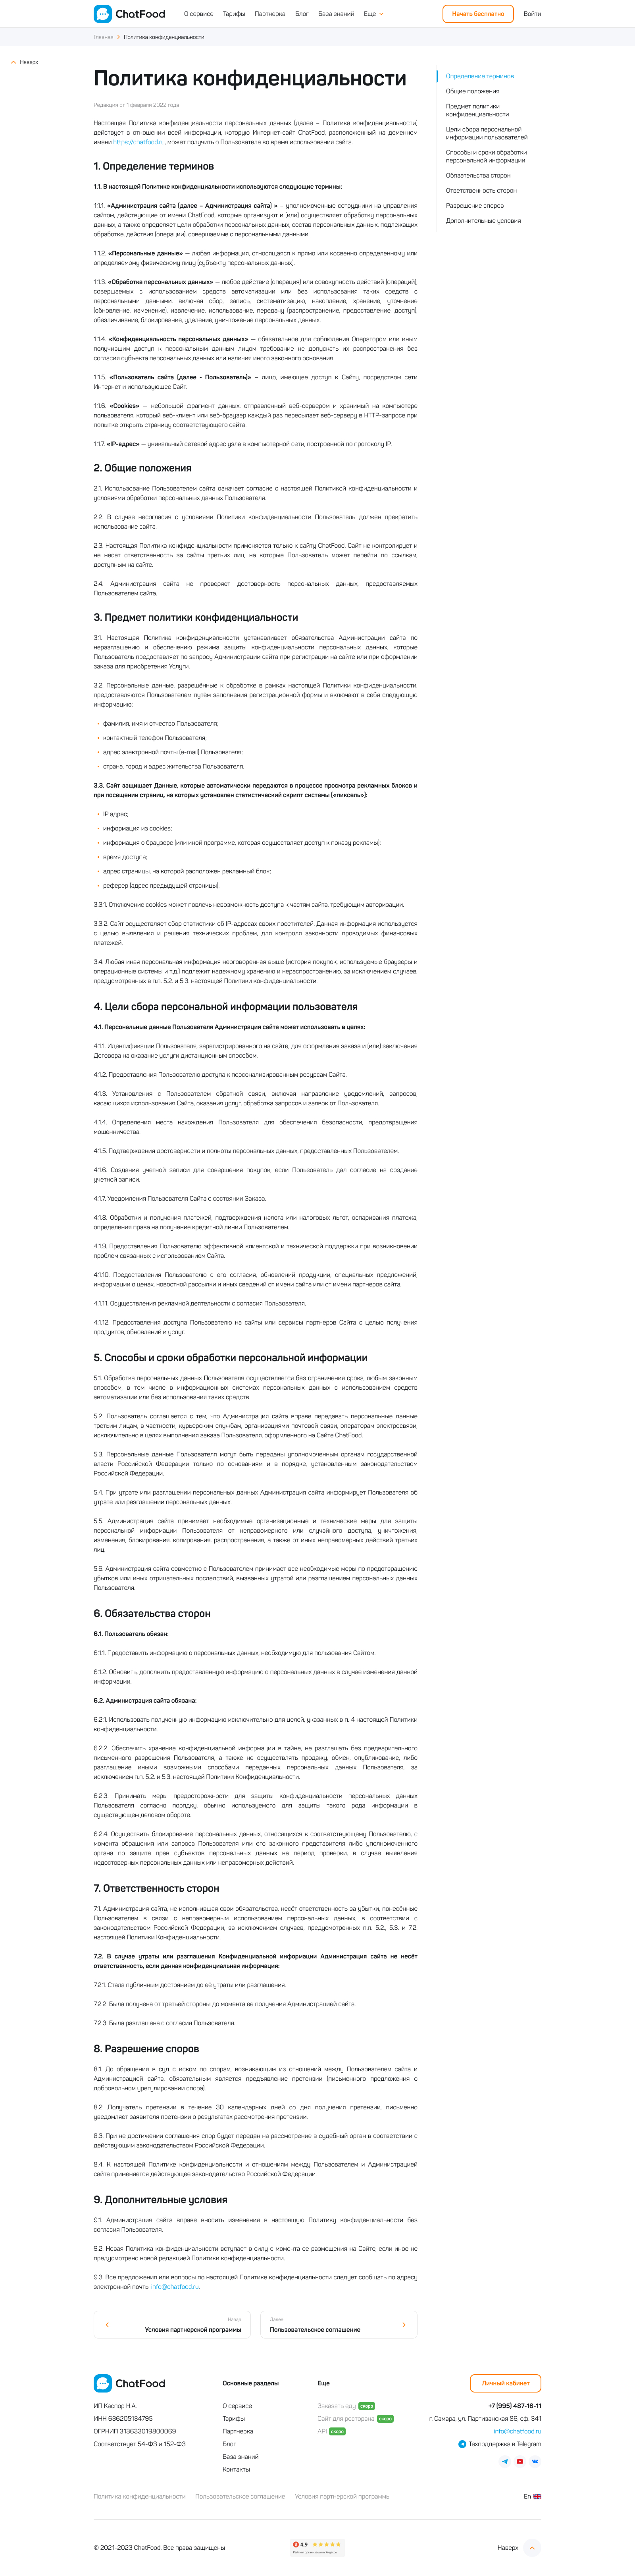 ChatFood
О сервисе
Тарифы
Партнерка
Блог
База знаний
Еще
Начать бесплатно
Войти
Главная
Политика конфиденциальности
Наверх
Политика конфиденциальности
Редакция от 1 февраля 2022 года
Настоящая Политика конфиденциальности персональных данных (далее – Политика конфиденциальности)
действует в отношении всей информации, которую Интернет-сайт ChatFood, расположенный на доменном
имени https://chatfood.ru, может получить о Пользователе во время использования сайта.
1. Определение терминов
1.1. В настоящей Политике конфиденциальности используются следующие термины:
1.1.1. «Администрация сайта (далее – Администрация сайта) » – уполномоченные сотрудники на управления
сайтом, действующие от имени ChatFood, которые организуют и (или) осуществляет обработку персональных
данных, а также определяет цели обработки персональных данных, состав персональных данных, подлежащих
обработке, действия (операции), совершаемые с персональными данными.
1.1.2. «Персональные данные» — любая информация, относящаяся к прямо или косвенно определенному или
определяемому физическому лицу (субъекту персональных данных).
1.1.3. «Обработка персональных данных» — любое действие (операция) или совокупность действий (операций),
совершаемых с использованием средств автоматизации или без использования таких средств с
персональными данными, включая сбор, запись, систематизацию, накопление, хранение, уточнение
(обновление, изменение), извлечение, использование, передачу (распространение, предоставление, доступ),
обезличивание, блокирование, удаление, уничтожение персональных данных.
1.1.4. «Конфиденциальность персональных данных» — обязательное для соблюдения Оператором или иным
получившим доступ к персональным данным лицом требование не допускать их распространения без
согласия субъекта персональных данных или наличия иного законного основания.
1.1.5. «Пользователь сайта (далее - Пользователь)» – лицо, имеющее доступ к Сайту, посредством сети
Интернет и использующее Сайт.
1.1.6. «Cookies» — небольшой фрагмент данных, отправленный веб-сервером и хранимый на компьютере
пользователя, который веб-клиент или веб-браузер каждый раз пересылает веб-серверу в HTTP-запросе при
попытке открыть страницу соответствующего сайта.
1.1.7. «IP-адрес» — уникальный сетевой адрес узла в компьютерной сети, построенной по протоколу IP.
2. Общие положения
2.1. Использование Пользователем сайта означает согласие с настоящей Политикой конфиденциальности и
условиями обработки персональных данных Пользователя.
2.2. В случае несогласия с условиями Политики конфиденциальности Пользователь должен прекратить
использование сайта.
2.3. Настоящая Политика конфиденциальности применяется только к сайту ChatFood. Сайт не контролирует и
не несет ответственность за сайты третьих лиц, на которые Пользователь может перейти по ссылкам,
доступным на сайте.
2.4. Администрация сайта не проверяет достоверность персональных данных, предоставляемых
Пользователем сайта.
3. Предмет политики конфиденциальности
3.1. Настоящая Политика конфиденциальности устанавливает обязательства Администрации сайта по
неразглашению и обеспечению режима защиты конфиденциальности персональных данных, которые
Пользователь предоставляет по запросу Администрации сайта при регистрации на сайте или при оформлении
заказа для приобретения Услуги.
3.2. Персональные данные, разрешённые к обработке в рамках настоящей Политики конфиденциальности,
предоставляются Пользователем путём заполнения регистрационной формы и включают в себя следующую
информацию:
фамилия, имя и отчество Пользователя;
контактный телефон Пользователя;
адрес электронной почты (e-mail) Пользователя;
страна, город и адрес жительства Пользователя.
3.3. Сайт защищает Данные, которые автоматически передаются в процессе просмотра рекламных блоков и
при посещении страниц, на которых установлен статистический скрипт системы («пиксель»):
IP адрес;
информация из cookies;
информация о браузере (или иной программе, которая осуществляет доступ к показу рекламы);
время доступа;
адрес страницы, на которой расположен рекламный блок;
реферер (адрес предыдущей страницы).
3.3.1. Отключение cookies может повлечь невозможность доступа к частям сайта, требующим авторизации.
3.3.2. Сайт осуществляет сбор статистики об IP-адресах своих посетителей. Данная информация используется
с целью выявления и решения технических проблем, для контроля законности проводимых финансовых
платежей.
3.4. Любая иная персональная информация неоговоренная выше (история покупок, используемые браузеры и
операционные системы и т.д.) подлежит надежному хранению и нераспространению, за исключением случаев,
предусмотренных в п.п. 5.2. и 5.3. настоящей Политики конфиденциальности.
4. Цели сбора персональной информации пользователя
4.1. Персональные данные Пользователя Администрация сайта может использовать в целях:
4.1.1. Идентификации Пользователя, зарегистрированного на сайте, для оформления заказа и (или) заключения
Договора на оказание услуги дистанционным способом.
4.1.2. Предоставления Пользователю доступа к персонализированным ресурсам Сайта.
4.1.3. Установления с Пользователем обратной связи, включая направление уведомлений, запросов,
касающихся использования Сайта, оказания услуг, обработка запросов и заявок от Пользователя.
4.1.4. Определения места нахождения Пользователя для обеспечения безопасности, предотвращения
мошенничества.
4.1.5. Подтверждения достоверности и полноты персональных данных, предоставленных Пользователем.
4.1.6. Создания учетной записи для совершения покупок, если Пользователь дал согласие на создание
учетной записи.
4.1.7. Уведомления Пользователя Сайта о состоянии Заказа.
4.1.8. Обработки и получения платежей, подтверждения налога или налоговых льгот, оспаривания платежа,
определения права на получение кредитной линии Пользователем.
4.1.9. Предоставления Пользователю эффективной клиентской и технической поддержки при возникновении
проблем связанных с использованием Сайта.
4.1.10. Предоставления Пользователю с его согласия, обновлений продукции, специальных предложений,
информации о ценах, новостной рассылки и иных сведений от имени сайта или от имени партнеров сайта.
4.1.11. Осуществления рекламной деятельности с согласия Пользователя.
4.1.12. Предоставления доступа Пользователю на сайты или сервисы партнеров Сайта с целью получения
продуктов, обновлений и услуг.
5. Способы и сроки обработки персональной информации
5.1. Обработка персональных данных Пользователя осуществляется без ограничения срока, любым законным
способом, в том числе в информационных системах персональных данных с использованием средств
автоматизации или без использования таких средств.
5.2. Пользователь соглашается с тем, что Администрация сайта вправе передавать персональные данные
третьим лицам, в частности, курьерским службам, организациями почтовой связи, операторам электросвязи,
исключительно в целях выполнения заказа Пользователя, оформленного на Сайте ChatFood.
5.3. Персональные данные Пользователя могут быть переданы уполномоченным органам государственной
власти Российской Федерации только по основаниям и в порядке, установленным законодательством
Российской Федерации.
5.4. При утрате или разглашении персональных данных Администрация сайта информирует Пользователя об
утрате или разглашении персональных данных.
5.5. Администрация сайта принимает необходимые организационные и технические меры для защиты
персональной информации Пользователя от неправомерного или случайного доступа, уничтожения,
изменения, блокирования, копирования, распространения, а также от иных неправомерных действий третьих
лиц.
5.6. Администрация сайта совместно с Пользователем принимает все необходимые меры по предотвращению
убытков или иных отрицательных последствий, вызванных утратой или разглашением персональных данных
Пользователя.
6. Обязательства сторон
6.1. Пользователь обязан:
6.1.1. Предоставить информацию о персональных данных, необходимую для пользования Сайтом.
6.1.2. Обновить, дополнить предоставленную информацию о персональных данных в случае изменения данной
информации.
6.2. Администрация сайта обязана:
6.2.1. Использовать полученную информацию исключительно для целей, указанных в п. 4 настоящей Политики
конфиденциальности.
6.2.2. Обеспечить хранение конфиденциальной информации в тайне, не разглашать без предварительного
письменного разрешения Пользователя, а также не осуществлять продажу, обмен, опубликование, либо
разглашение иными возможными способами переданных персональных данных Пользователя, за
исключением п.п. 5.2. и 5.3. настоящей Политики Конфиденциальности.
6.2.3. Принимать меры предосторожности для защиты конфиденциальности персональных данных
Пользователя согласно порядку, обычно используемого для защиты такого рода информации в
существующем деловом обороте.
6.2.4. Осуществить блокирование персональных данных, относящихся к соответствующему Пользователю, с
момента обращения или запроса Пользователя или его законного представителя либо уполномоченного
органа по защите прав субъектов персональных данных на период проверки, в случае выявления
недостоверных персональных данных или неправомерных действий.
7. Ответственность сторон
7.1. Администрация сайта, не исполнившая свои обязательства, несёт ответственность за убытки, понесённые
Пользователем в связи с неправомерным использованием персональных данных, в соответствии с
законодательством Российской Федерации, за исключением случаев, предусмотренных п.п. 5.2., 5.3. и 7.2.
настоящей Политики Конфиденциальности.
7.2. В случае утраты или разглашения Конфиденциальной информации Администрация сайта не несёт
ответственность, если данная конфиденциальная информация:
7.2.1. Стала публичным достоянием до её утраты или разглашения.
7.2.2. Была получена от третьей стороны до момента её получения Администрацией сайта.
7.2.3. Была разглашена с согласия Пользователя.
8. Разрешение споров
8.1. До обращения в суд с иском по спорам, возникающим из отношений между Пользователем сайта и
Администрацией сайта, обязательным является предъявление претензии (письменного предложения о
добровольном урегулировании спора).
8.2 .Получатель претензии в течение 30 календарных дней со дня получения претензии, письменно
уведомляет заявителя претензии о результатах рассмотрения претензии.
8.3. При не достижении соглашения спор будет передан на рассмотрение в судебный орган в соответствии с
действующим законодательством Российской Федерации.
8.4. К настоящей Политике конфиденциальности и отношениям между Пользователем и Администрацией
сайта применяется действующее законодательство Российской Федерации.
9. Дополнительные условия
9.1. Администрация сайта вправе вносить изменения в настоящую Политику конфиденциальности без
согласия Пользователя.
9.2. Новая Политика конфиденциальности вступает в силу с момента ее размещения на Сайте, если иное не
предусмотрено новой редакцией Политики конфиденциальности.
9.3. Все предложения или вопросы по настоящей Политике конфиденциальности следует сообщать по адресу
электронной почты info@chatfood.ru.
Определение терминов
Общие положения
Предмет политики
конфиденциальности
Цели сбора персональной
информации пользователей
Способы и сроки обработки
персональной информации
Обязательства сторон
Ответственность сторон
Разрешение споров
Дополнительные условия
Назад
Условия партнерской программы
Далее
Пользовательское соглашение
ChatFood
ИП Каспор Н.А.
ИНН 636205134795
ОГРНИП 313633019800069
Соответствует 54-ФЗ и 152-ФЗ
Основные разделы
О сервисе
Тарифы
Партнерка
Блог
База знаний
Контакты
Еще
Заказать еду скоро
Сайт для ресторана скоро
API скоро
Личный кабинет
+7 (995) 487-16-11
г. Самара, ул. Партизанская 86, оф. 341
info@chatfood.ru
Техподдержка в Telegram
Политика конфиденциальности
Пользовательское соглашение
Условия партнерской программы
En
© 2021-2023 ChatFood. Все права защищены
4,9
Рейтинг организации в Яндексе
Наверх